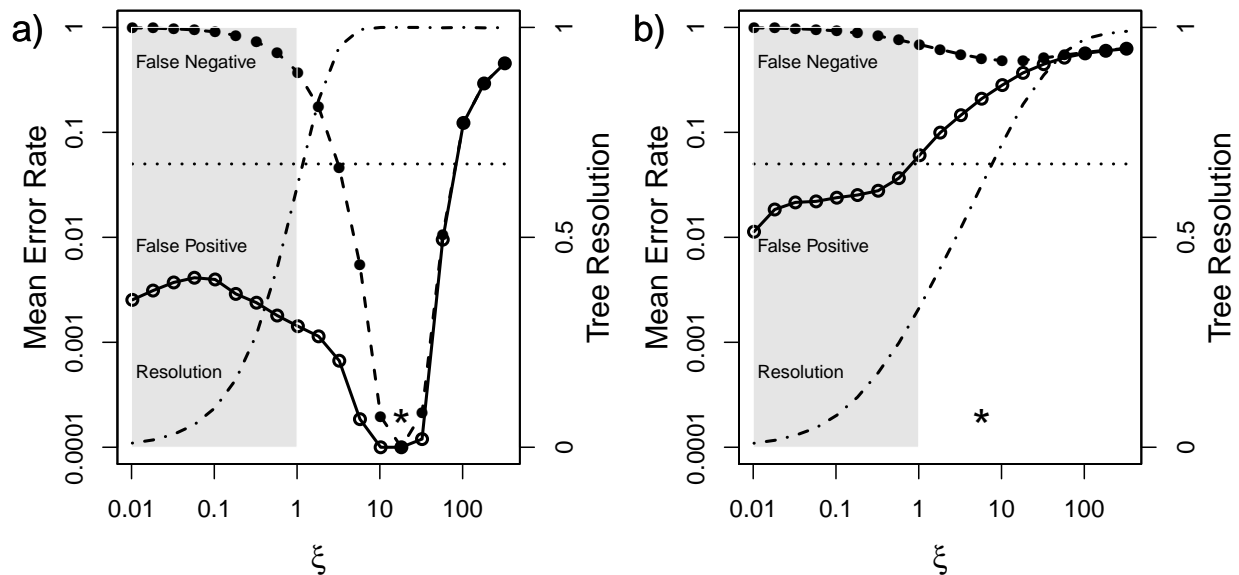 a)
Mean Error Rate
1
0.1
0.01
0.001
0.0001
False Negative
False Positive
Resolution
*
1
0.5
0
Tree Resolution
0.01 0.1 1 10 100
ξ
b)
Mean Error Rate
1
0.1
0.01
0.001
0.0001
False Negative
False Positive
Resolution
*
1
0.5
0
Tree Resolution
0.01 0.1 1 10 100
ξ